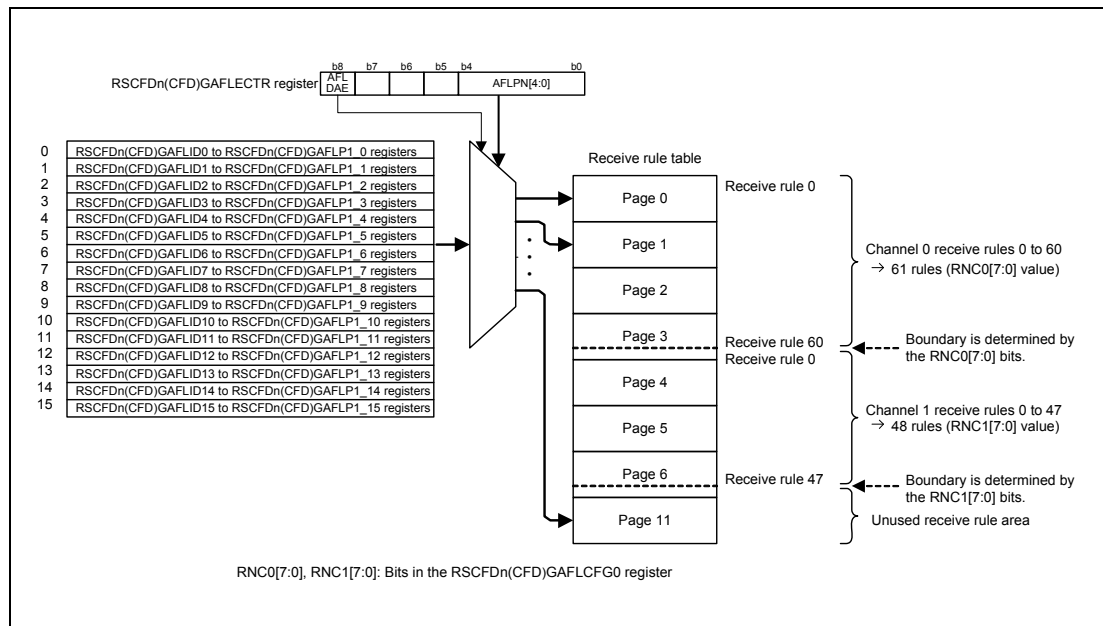 b8 b7 b6 b5 b4 b0
RSCFDn(CFD)GAFLECTR register
AFL
DAE
AFLPN[4:0]
0 RSCFDn(CFD)GAFLID0 to RSCFDn(CFD)GAFLP1_0 registers
1 RSCFDn(CFD)GAFLID1 to RSCFDn(CFD)GAFLP1_1 registers
2 RSCFDn(CFD)GAFLID2 to RSCFDn(CFD)GAFLP1_2 registers
3 RSCFDn(CFD)GAFLID3 to RSCFDn(CFD)GAFLP1_3 registers
4 RSCFDn(CFD)GAFLID4 to RSCFDn(CFD)GAFLP1_4 registers
5 RSCFDn(CFD)GAFLID5 to RSCFDn(CFD)GAFLP1_5 registers
6 RSCFDn(CFD)GAFLID6 to RSCFDn(CFD)GAFLP1_6 registers
7 RSCFDn(CFD)GAFLID7 to RSCFDn(CFD)GAFLP1_7 registers
8 RSCFDn(CFD)GAFLID8 to RSCFDn(CFD)GAFLP1_8 registers
9 RSCFDn(CFD)GAFLID9 to RSCFDn(CFD)GAFLP1_9 registers
10 RSCFDn(CFD)GAFLID10 to RSCFDn(CFD)GAFLP1_10 registers
11 RSCFDn(CFD)GAFLID11 to RSCFDn(CFD)GAFLP1_11 registers
12 RSCFDn(CFD)GAFLID12 to RSCFDn(CFD)GAFLP1_12 registers
13 RSCFDn(CFD)GAFLID13 to RSCFDn(CFD)GAFLP1_13 registers
14 RSCFDn(CFD)GAFLID14 to RSCFDn(CFD)GAFLP1_14 registers
15 RSCFDn(CFD)GAFLID15 to RSCFDn(CFD)GAFLP1_15 registers
Receive rule table
Page 0
Page 1
Page 2
Page 3
Page 4
Page 5
Page 6
Page 11
Receive rule 0
Receive rule 60
Receive rule 0
Receive rule 47
Channel 0 receive rules 0 to 60
→ 61 rules (RNC0[7:0] value)
Boundary is determined by
the RNC0[7:0] bits.
Channel 1 receive rules 0 to 47
→ 48 rules (RNC1[7:0] value)
Boundary is determined by
the RNC1[7:0] bits.
Unused receive rule area
RNC0[7:0], RNC1[7:0]: Bits in the RSCFDn(CFD)GAFLCFG0 register